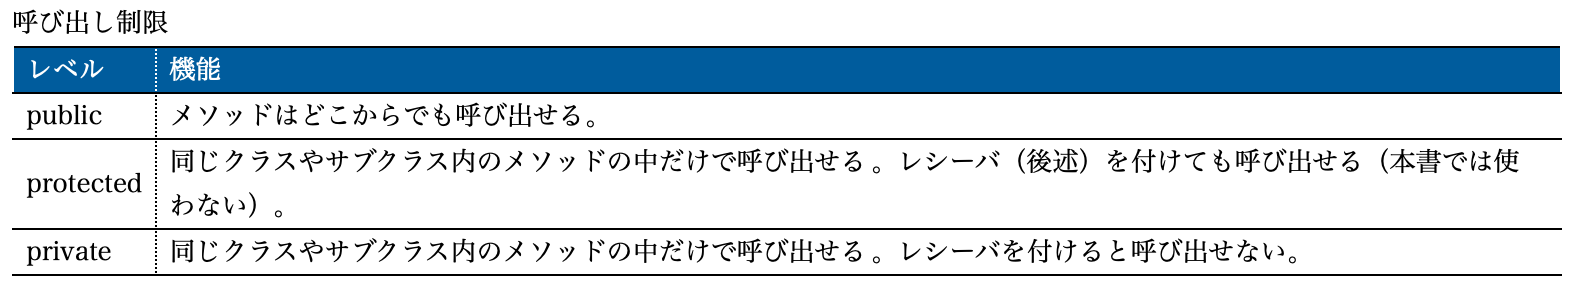 呼び出し制限
レベル 機能
public メソッドはどこからでも呼び出せる。
protected 同じクラスやサブクラス内のメソッドの中だけで呼び出せる。レシーバ（後述）を付けても呼び出せる（本書では使
わない）。
private 同じクラスやサブクラス内のメソッドの中だけで呼び出せる。レシーバを付けると呼び出せない。